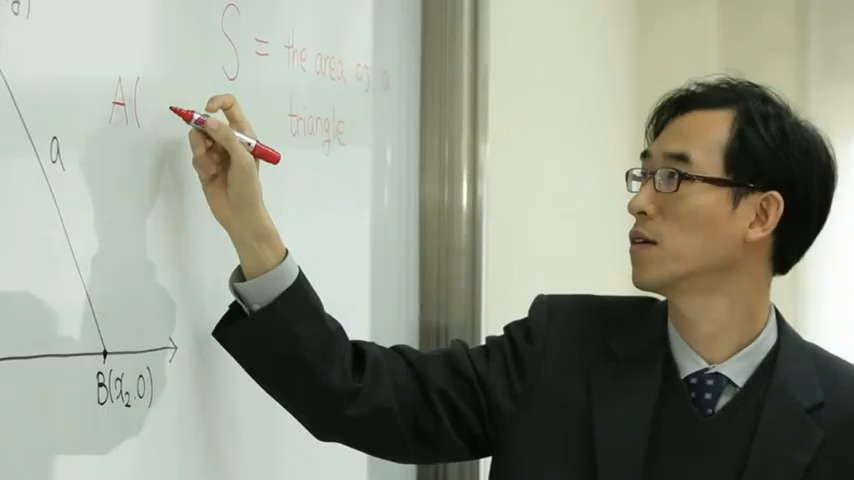 S = the area of a
triangle
A(
a
B(x₂,0)